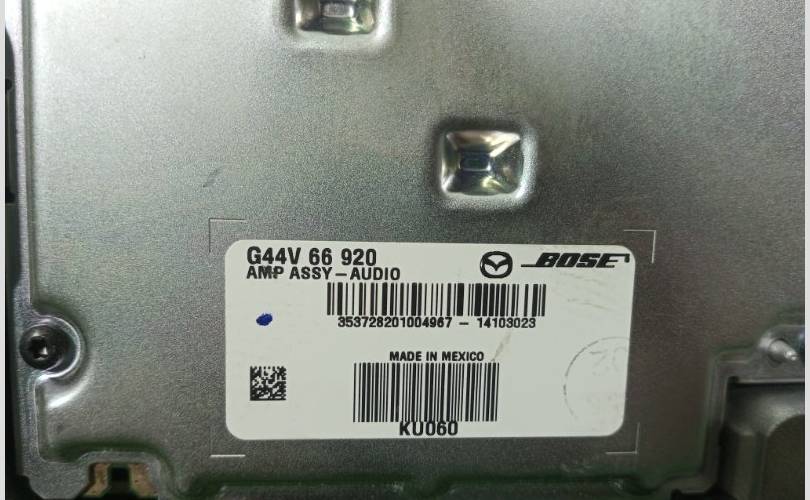 G44V 66 920
AMP ASSY-AUDIO
BOSE
353728201004967 - 14103023
MADE IN MEXICO
KU060